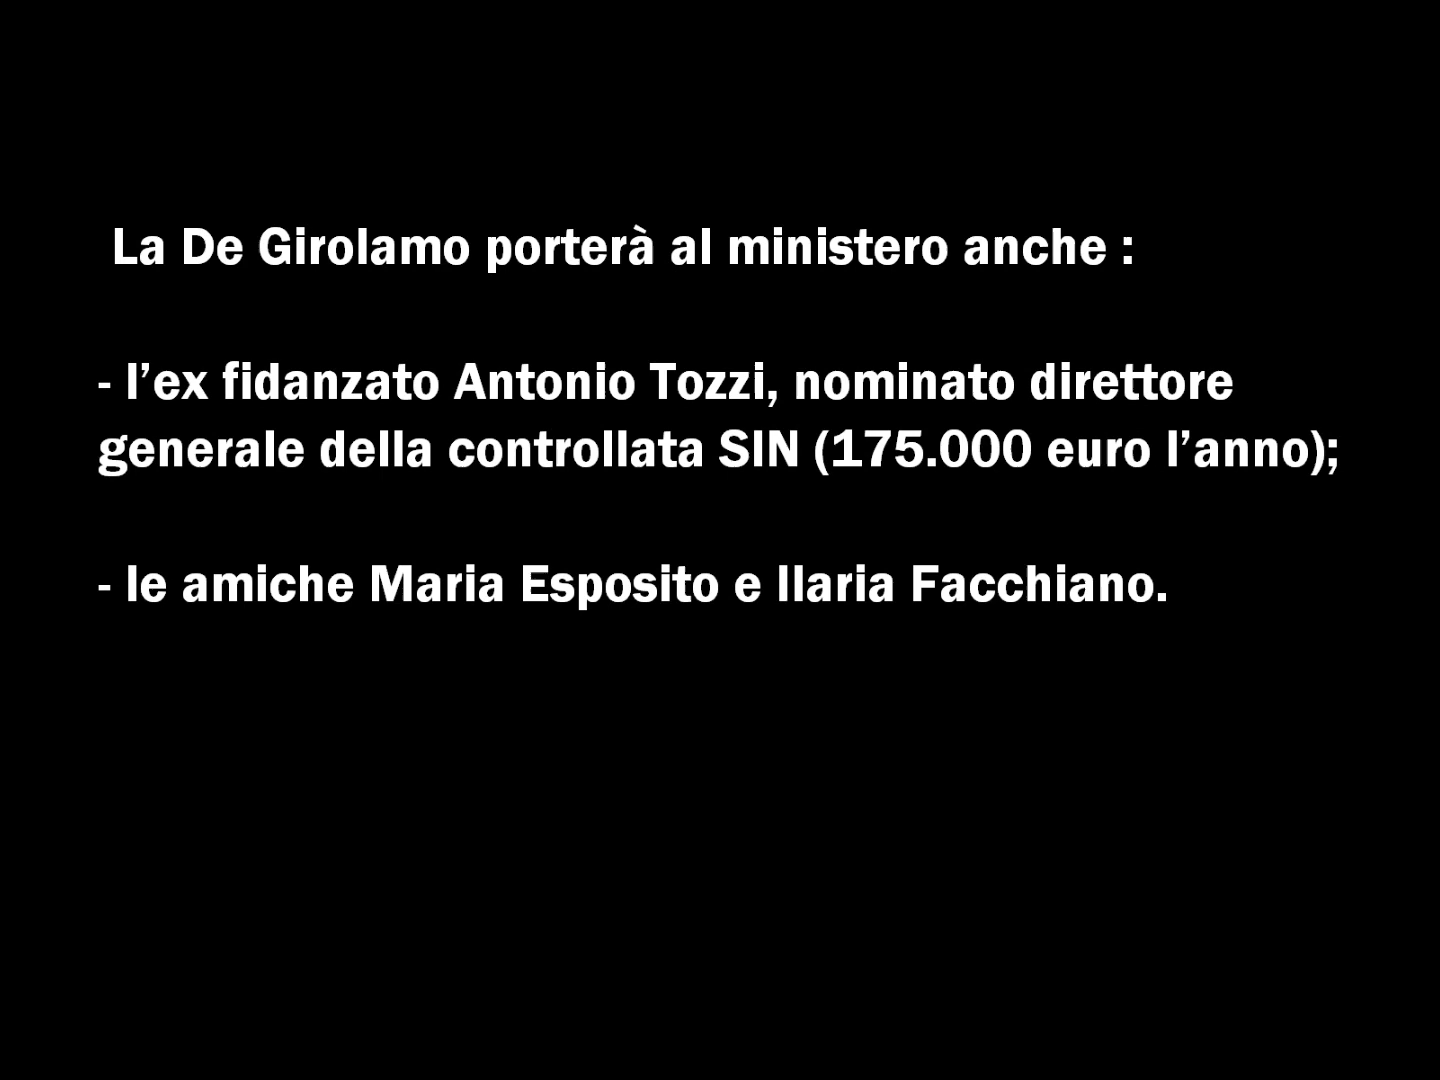 La De Girolamo porterà al ministero anche :
- l’ex fidanzato Antonio Tozzi, nominato direttore
generale della controllata SIN (175.000 euro l’anno);
- le amiche Maria Esposito e Ilaria Facchiano.